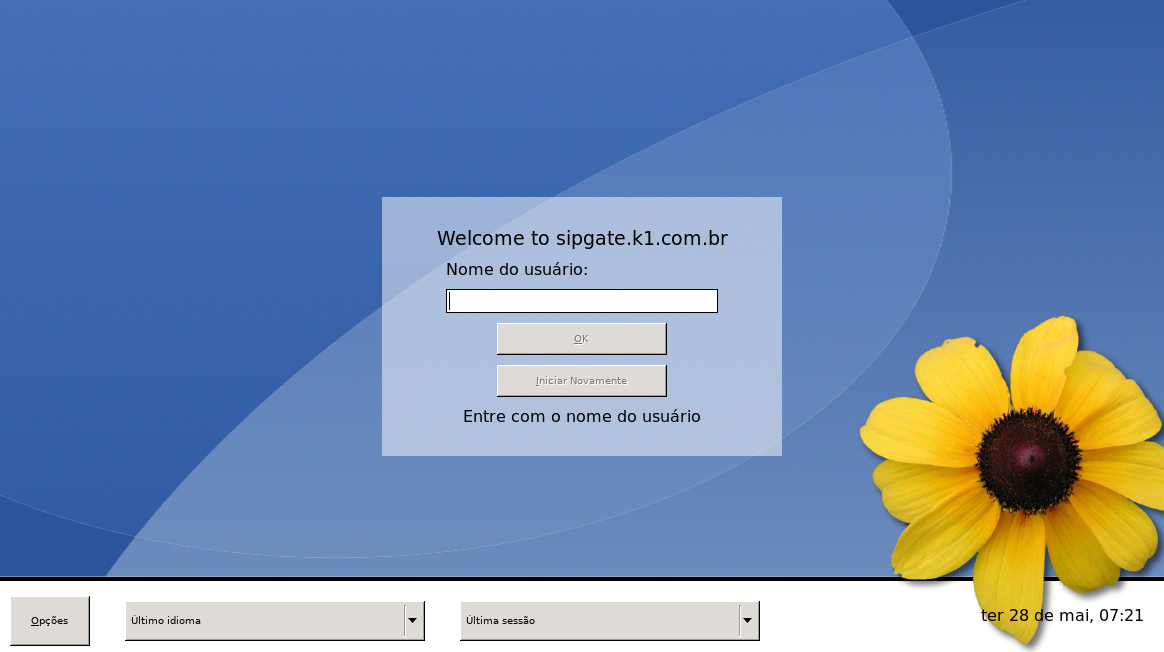 Welcome to sipgate.k1.com.br
Nome do usuário:
OK
Iniciar Novamente
Entre com o nome do usuário
Opções
Último idioma
Última sessão
ter 28 de mai, 07:21